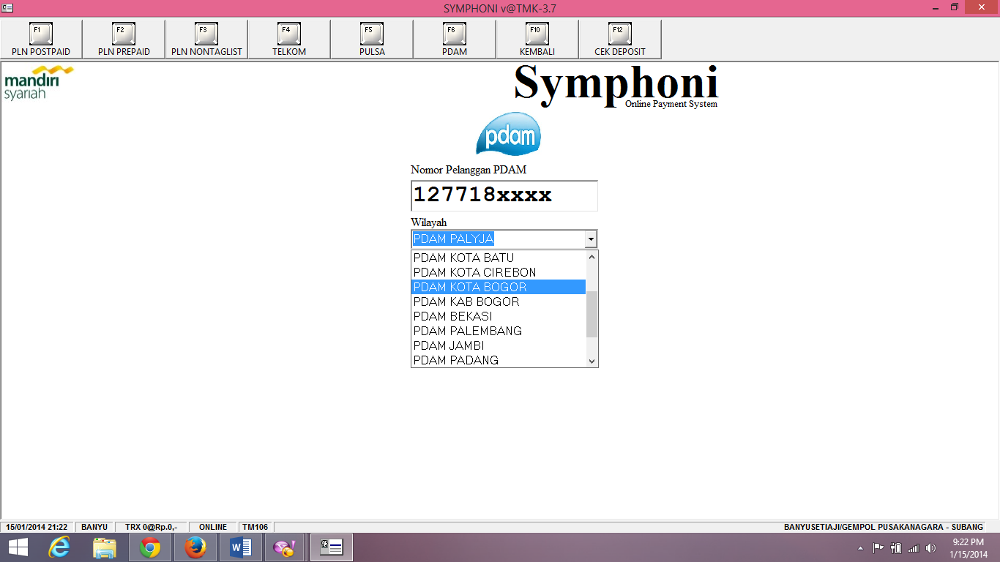 SYMPHONI v@TMK-3.7
F1 F2 F3 F4 F5 F6 F10 F12
PLN POSTPAID PLN PREPAID PLN NONTAGLIST TELKOM PULSA PDAM KEMBALI CEK DEPOSIT
mandiri
syariah
Symphoni
Online Payment System
pdam
Nomor Pelanggan PDAM
127718xxxx
Wilayah
PDAM PALYJA
PDAM KOTA BATU
PDAM KOTA CIREBON
PDAM KOTA BOGOR
PDAM KAB BOGOR
PDAM BEKASI
PDAM PALEMBANG
PDAM JAMBI
PDAM PADANG
15/01/2014 21:22 BANYU TRX 0@Rp.0,- ONLINE TM106 BANYUSETIAJI/GEMPOL PUSAKANAGARA - SUBANG
9:22 PM
1/15/2014